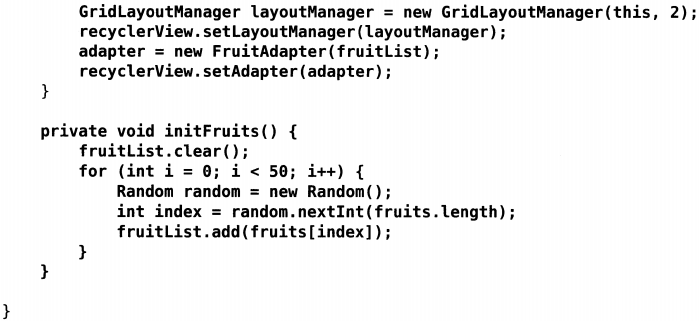 GridLayoutManager layoutManager = new GridLayoutManager(this, 2);
        recyclerView.setLayoutManager(layoutManager);
        adapter = new FruitAdapter(fruitList);
        recyclerView.setAdapter(adapter);
    }

    private void initFruits() {
        fruitList.clear();
        for (int i = 0; i < 50; i++) {
            Random random = new Random();
            int index = random.nextInt(fruits.length);
            fruitList.add(fruits[index]);
        }
    }

}